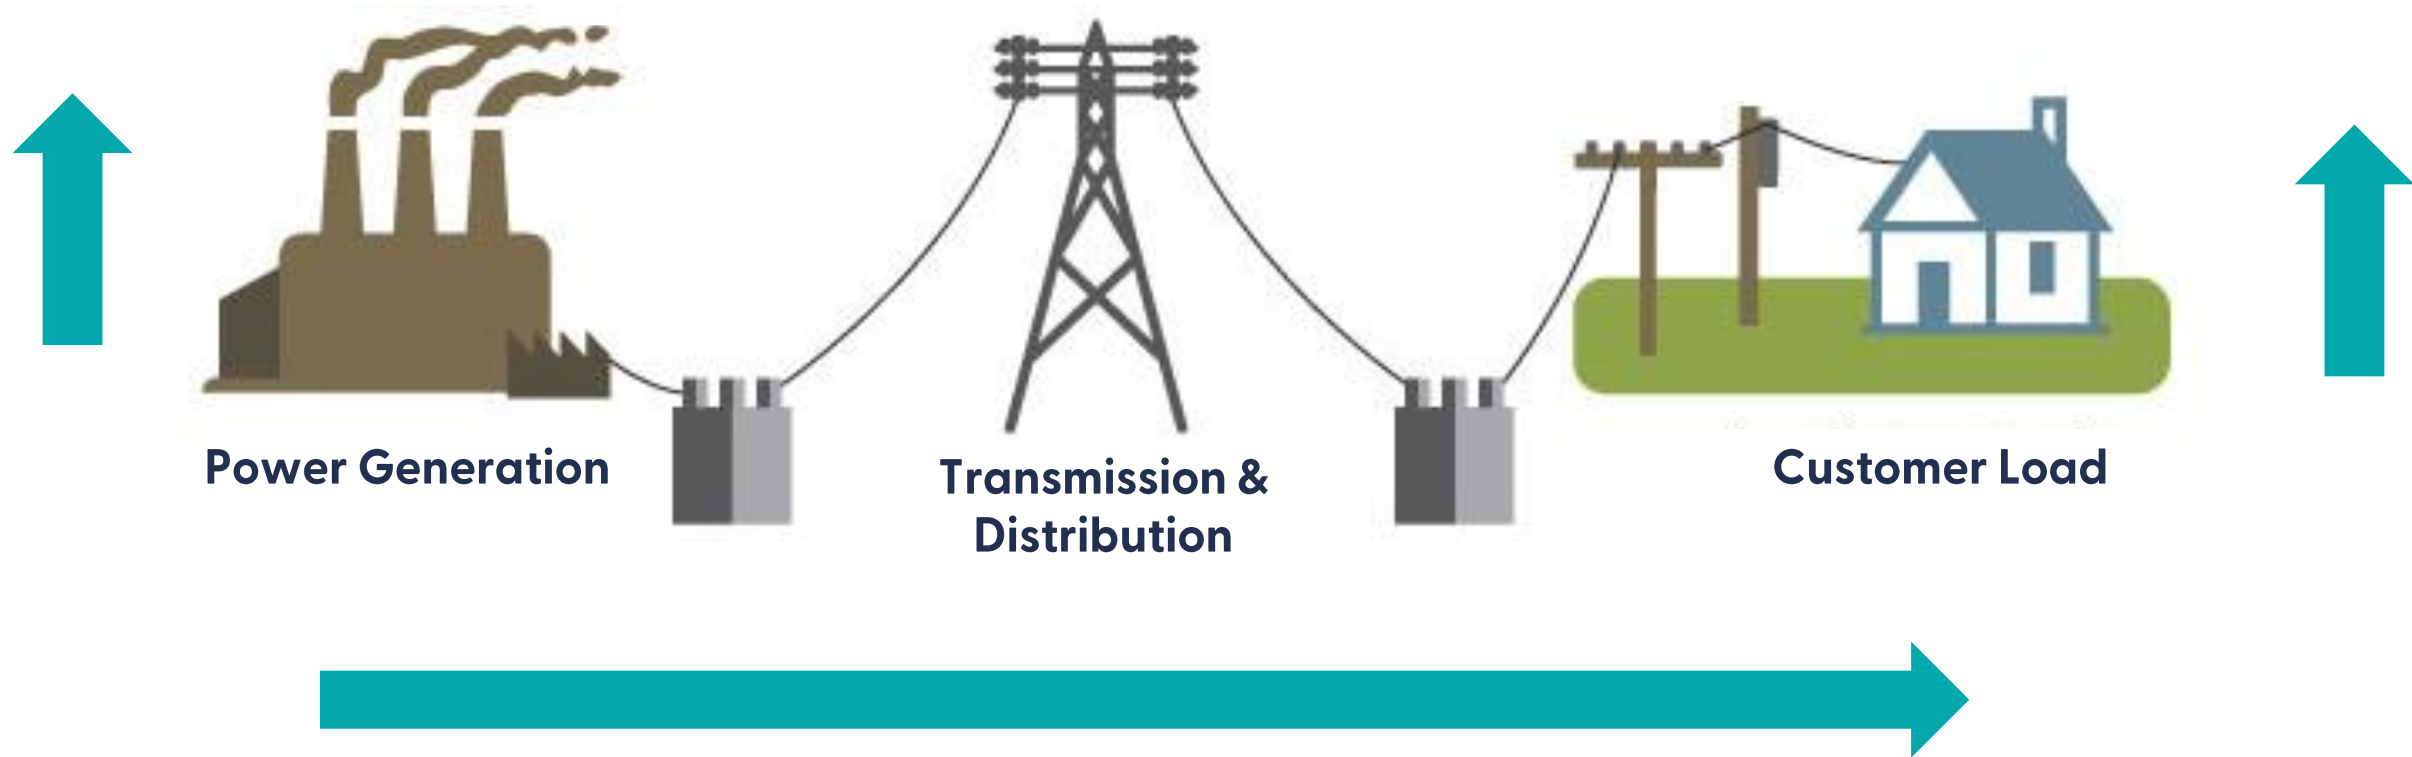 Power Generation
Transmission &
Distribution
Customer Load